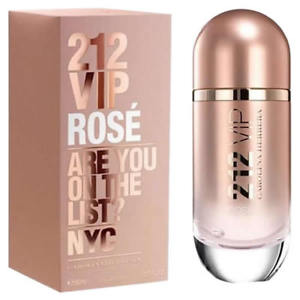 212
VIP
ROSÉ
ARE YOU
ON THE
LIST?
NYC
212 VIP
CAROLINA HERRERA